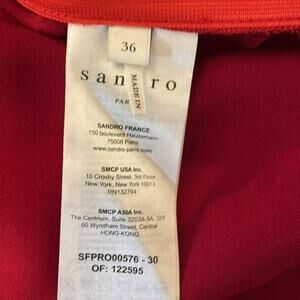 36
sandro
PAR
MADE IN
SANDRO FRANCE
150 boulevard Haussmann
75008 Paris
www.sandro-paris.com
SMCP USA Inc.
10 Crosby Street, 3rd Floor
New York, New York 10013
RN132784
SMCP ASIA Inc.
The Centrium, Suite 3203A-5A, 32/F
60 Wyndham Street, Central
HONG-KONG
SFPRO00576 - 30
OF: 122595